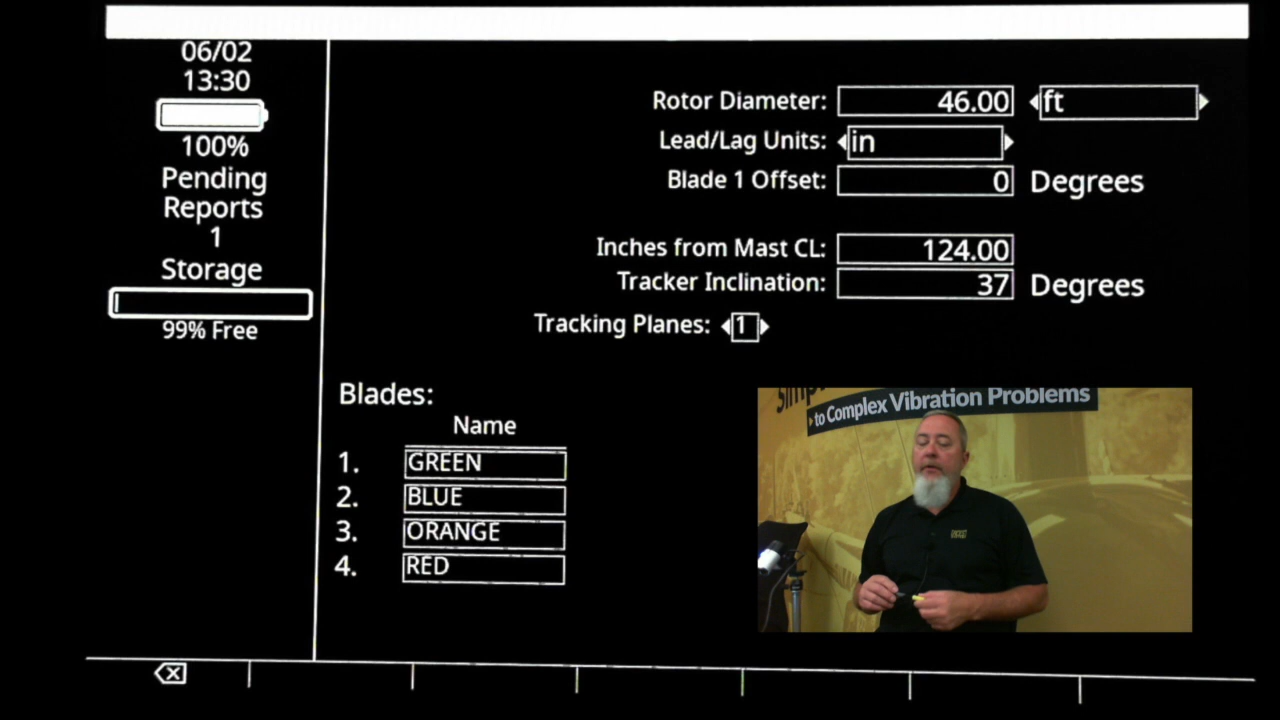 06/02
13:30
100%
Pending
Reports
1
Storage
99% Free
Rotor Diameter: 46.00 ft
Lead/Lag Units: in
Blade 1 Offset: 0 Degrees
Inches from Mast CL: 124.00
Tracker Inclination: 37 Degrees
Tracking Planes: 1
Blades:
Name
1. GREEN
2. BLUE
3. ORANGE
4. RED
to Complex Vibration Problems